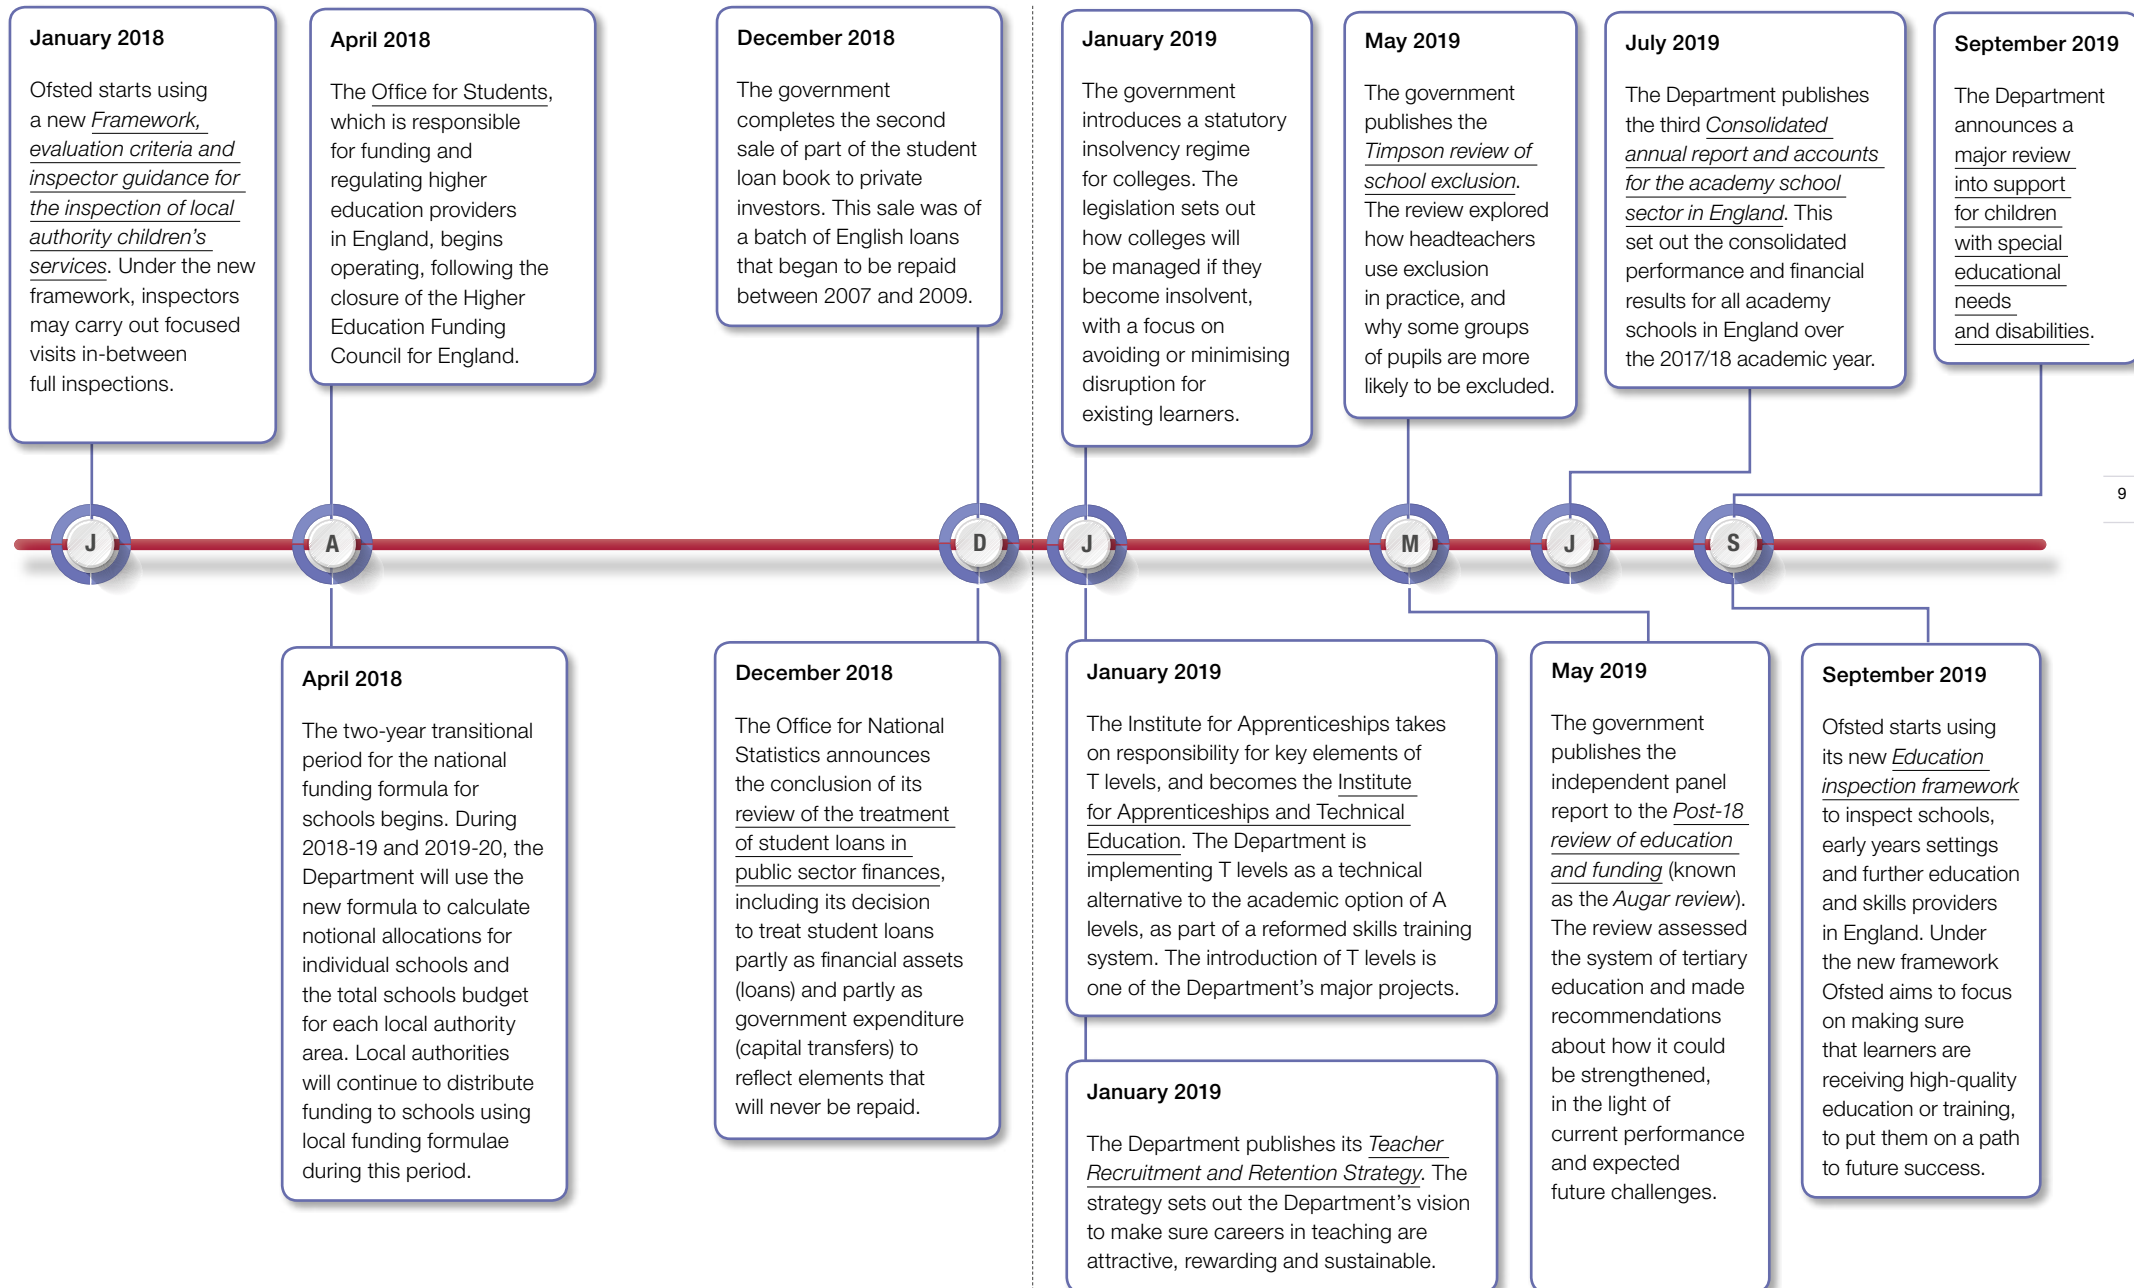 January 2018
Ofsted starts using
a new Framework,
evaluation criteria and
inspector guidance for
the inspection of local
authority children's
services. Under the new
framework, inspectors
may carry out focused
visits in-between
full inspections.
April 2018
The Office for Students,
which is responsible
for funding and
regulating higher
education providers
in England, begins
operating, following the
closure of the Higher
Education Funding
Council for England.
December 2018
The government
completes the second
sale of part of the student
loan book to private
investors. This sale was of
a batch of English loans
that began to be repaid
between 2007 and 2009.
January 2019
The government
introduces a statutory
insolvency regime
for colleges. The
legislation sets out
how colleges will
be managed if they
become insolvent,
with a focus on
avoiding or minimising
disruption for
existing learners.
May 2019
The government
publishes the
Timpson review of
school exclusion.
The review explored
how headteachers
use exclusion
in practice, and
why some groups
of pupils are more
likely to be excluded.
July 2019
The Department publishes
the third Consolidated
annual report and accounts
for the academy school
sector in England. This
set out the consolidated
performance and financial
results for all academy
schools in England over
the 2017/18 academic year.
September 2019
The Department
announces a
major review
into support
for children
with special
educational
needs
and disabilities.
9
J
A
D
J
M
J
S
April 2018
The two-year transitional
period for the national
funding formula for
schools begins. During
2018-19 and 2019-20, the
Department will use the
new formula to calculate
notional allocations for
individual schools and
the total schools budget
for each local authority
area. Local authorities
will continue to distribute
funding to schools using
local funding formulae
during this period.
December 2018
The Office for National
Statistics announces
the conclusion of its
review of the treatment
of student loans in
public sector finances,
including its decision
to treat student loans
partly as financial assets
(loans) and partly as
government expenditure
(capital transfers) to
reflect elements that
will never be repaid.
January 2019
The Institute for Apprenticeships takes
on responsibility for key elements of
T levels, and becomes the Institute
for Apprenticeships and Technical
Education. The Department is
implementing T levels as a technical
alternative to the academic option of A
levels, as part of a reformed skills training
system. The introduction of T levels is
one of the Department's major projects.
January 2019
The Department publishes its Teacher
Recruitment and Retention Strategy. The
strategy sets out the Department's vision
to make sure careers in teaching are
attractive, rewarding and sustainable.
May 2019
The government
publishes the
independent panel
report to the Post-18
review of education
and funding (known
as the Augar review).
The review assessed
the system of tertiary
education and made
recommendations
about how it could
be strengthened,
in the light of
current performance
and expected
future challenges.
September 2019
Ofsted starts using
its new Education
inspection framework
to inspect schools,
early years settings
and further education
and skills providers
in England. Under
the new framework
Ofsted aims to focus
on making sure
that learners are
receiving high-quality
education or training,
to put them on a path
to future success.